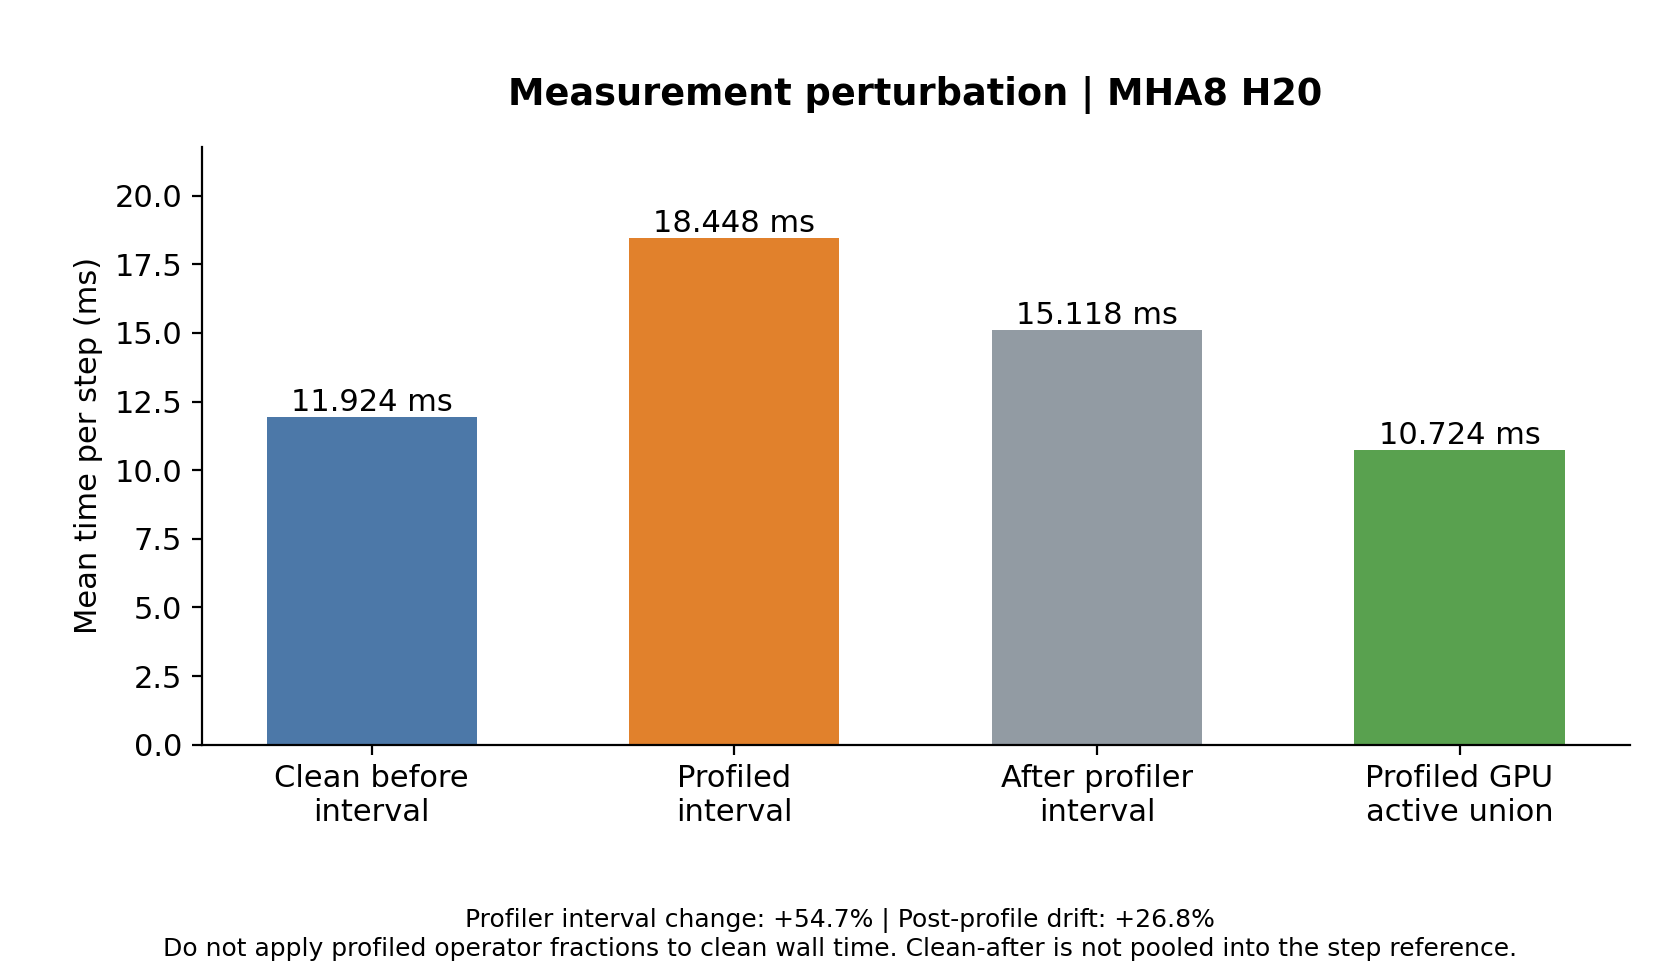 Measurement perturbation | MHA8 H20
Mean time per step (ms)
20.0
17.5
15.0
12.5
10.0
7.5
5.0
2.5
0.0
11.924 ms
18.448 ms
15.118 ms
10.724 ms
Clean before
interval
Profiled
interval
After profiler
interval
Profiled GPU
active union
Profiler interval change: +54.7% | Post-profile drift: +26.8%
Do not apply profiled operator fractions to clean wall time. Clean-after is not pooled into the step reference.